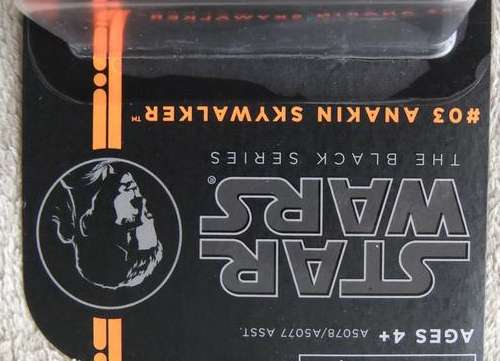 AGES 4+ A5078/A5077 ASST.
STAR
WARS®
THE BLACK SERIES
#03 ANAKIN SKYWALKER™